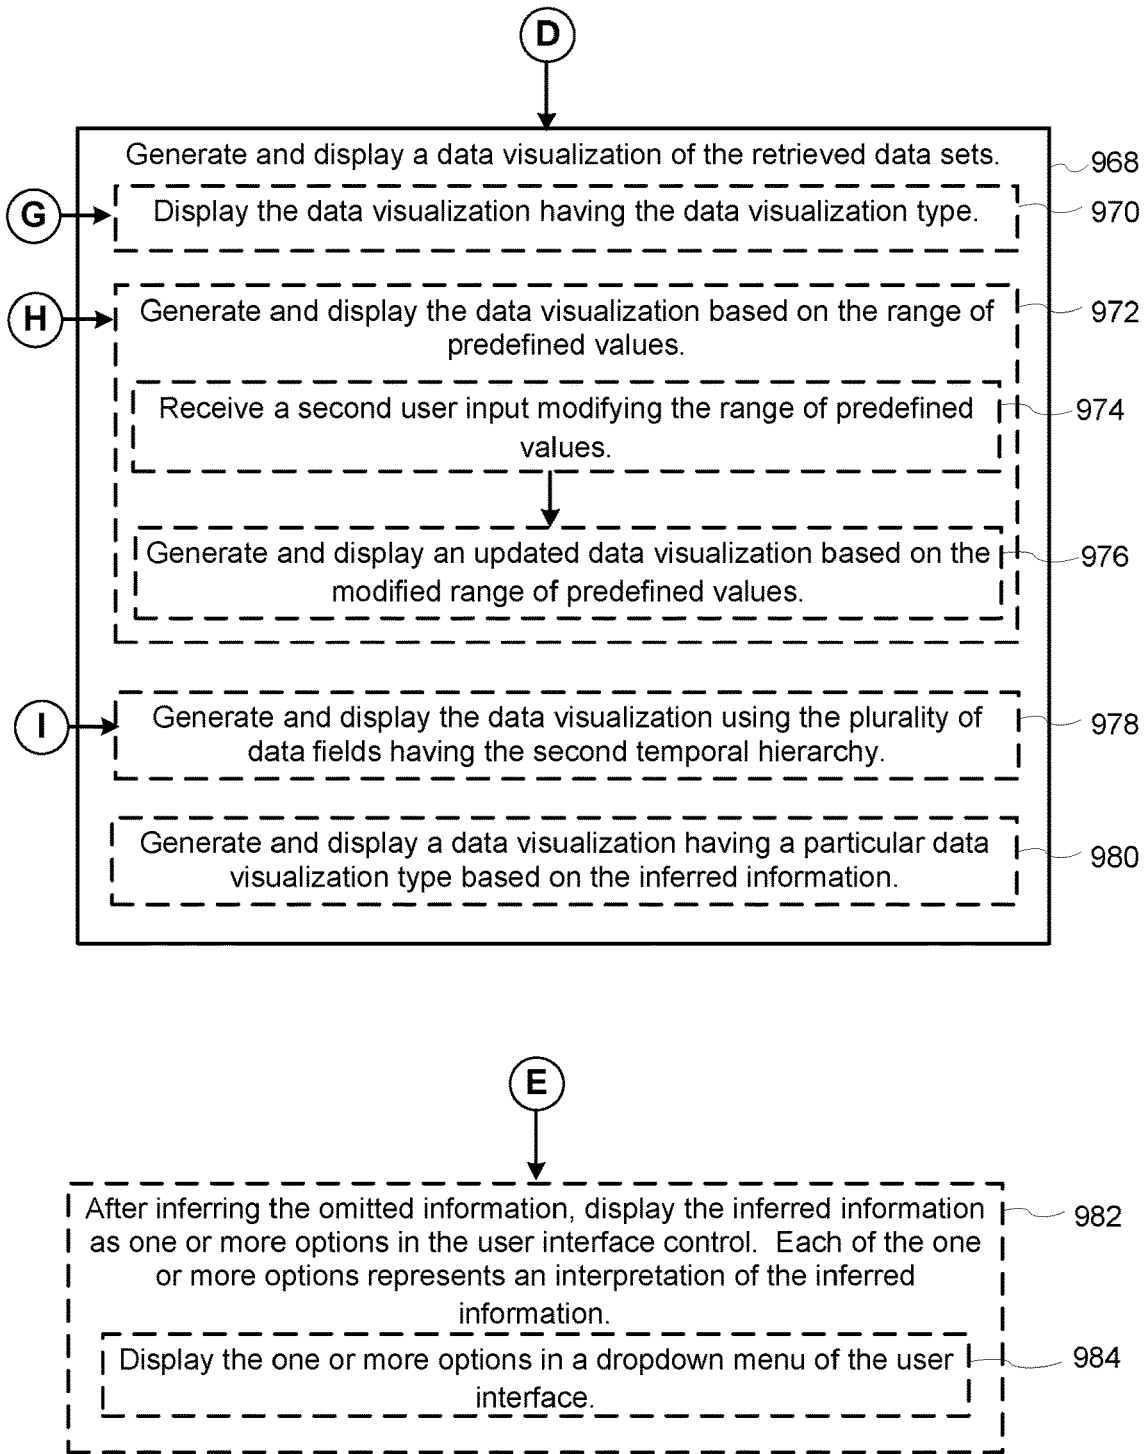 D
Generate and display a data visualization of the retrieved data sets.
968
G
Display the data visualization having the data visualization type.
970
H
Generate and display the data visualization based on the range of
predefined values.
972
Receive a second user input modifying the range of predefined
values.
974
Generate and display an updated data visualization based on the
modified range of predefined values.
976
I
Generate and display the data visualization using the plurality of
data fields having the second temporal hierarchy.
978
Generate and display a data visualization having a particular data
visualization type based on the inferred information.
980
E
After inferring the omitted information, display the inferred information
as one or more options in the user interface control.  Each of the one
or more options represents an interpretation of the inferred
information.
982
Display the one or more options in a dropdown menu of the user
interface.
984